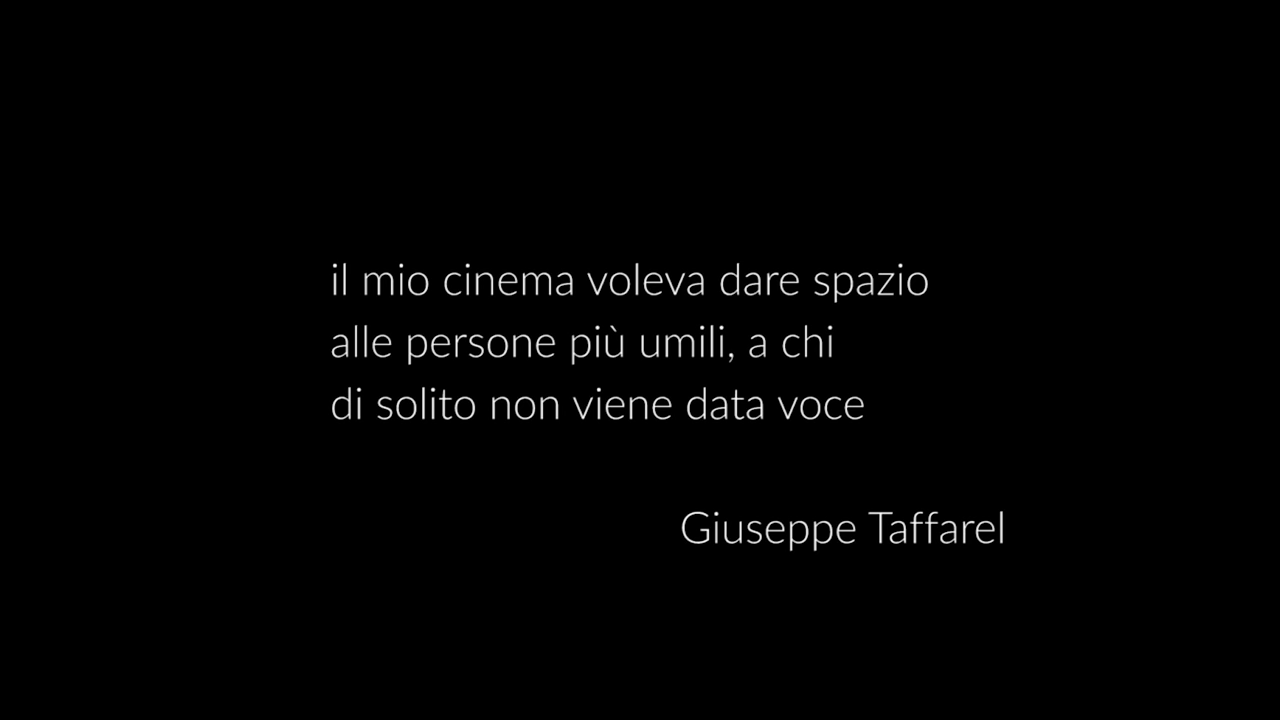 il mio cinema voleva dare spazio
alle persone più umili, a chi
di solito non viene data voce
Giuseppe Taffarel